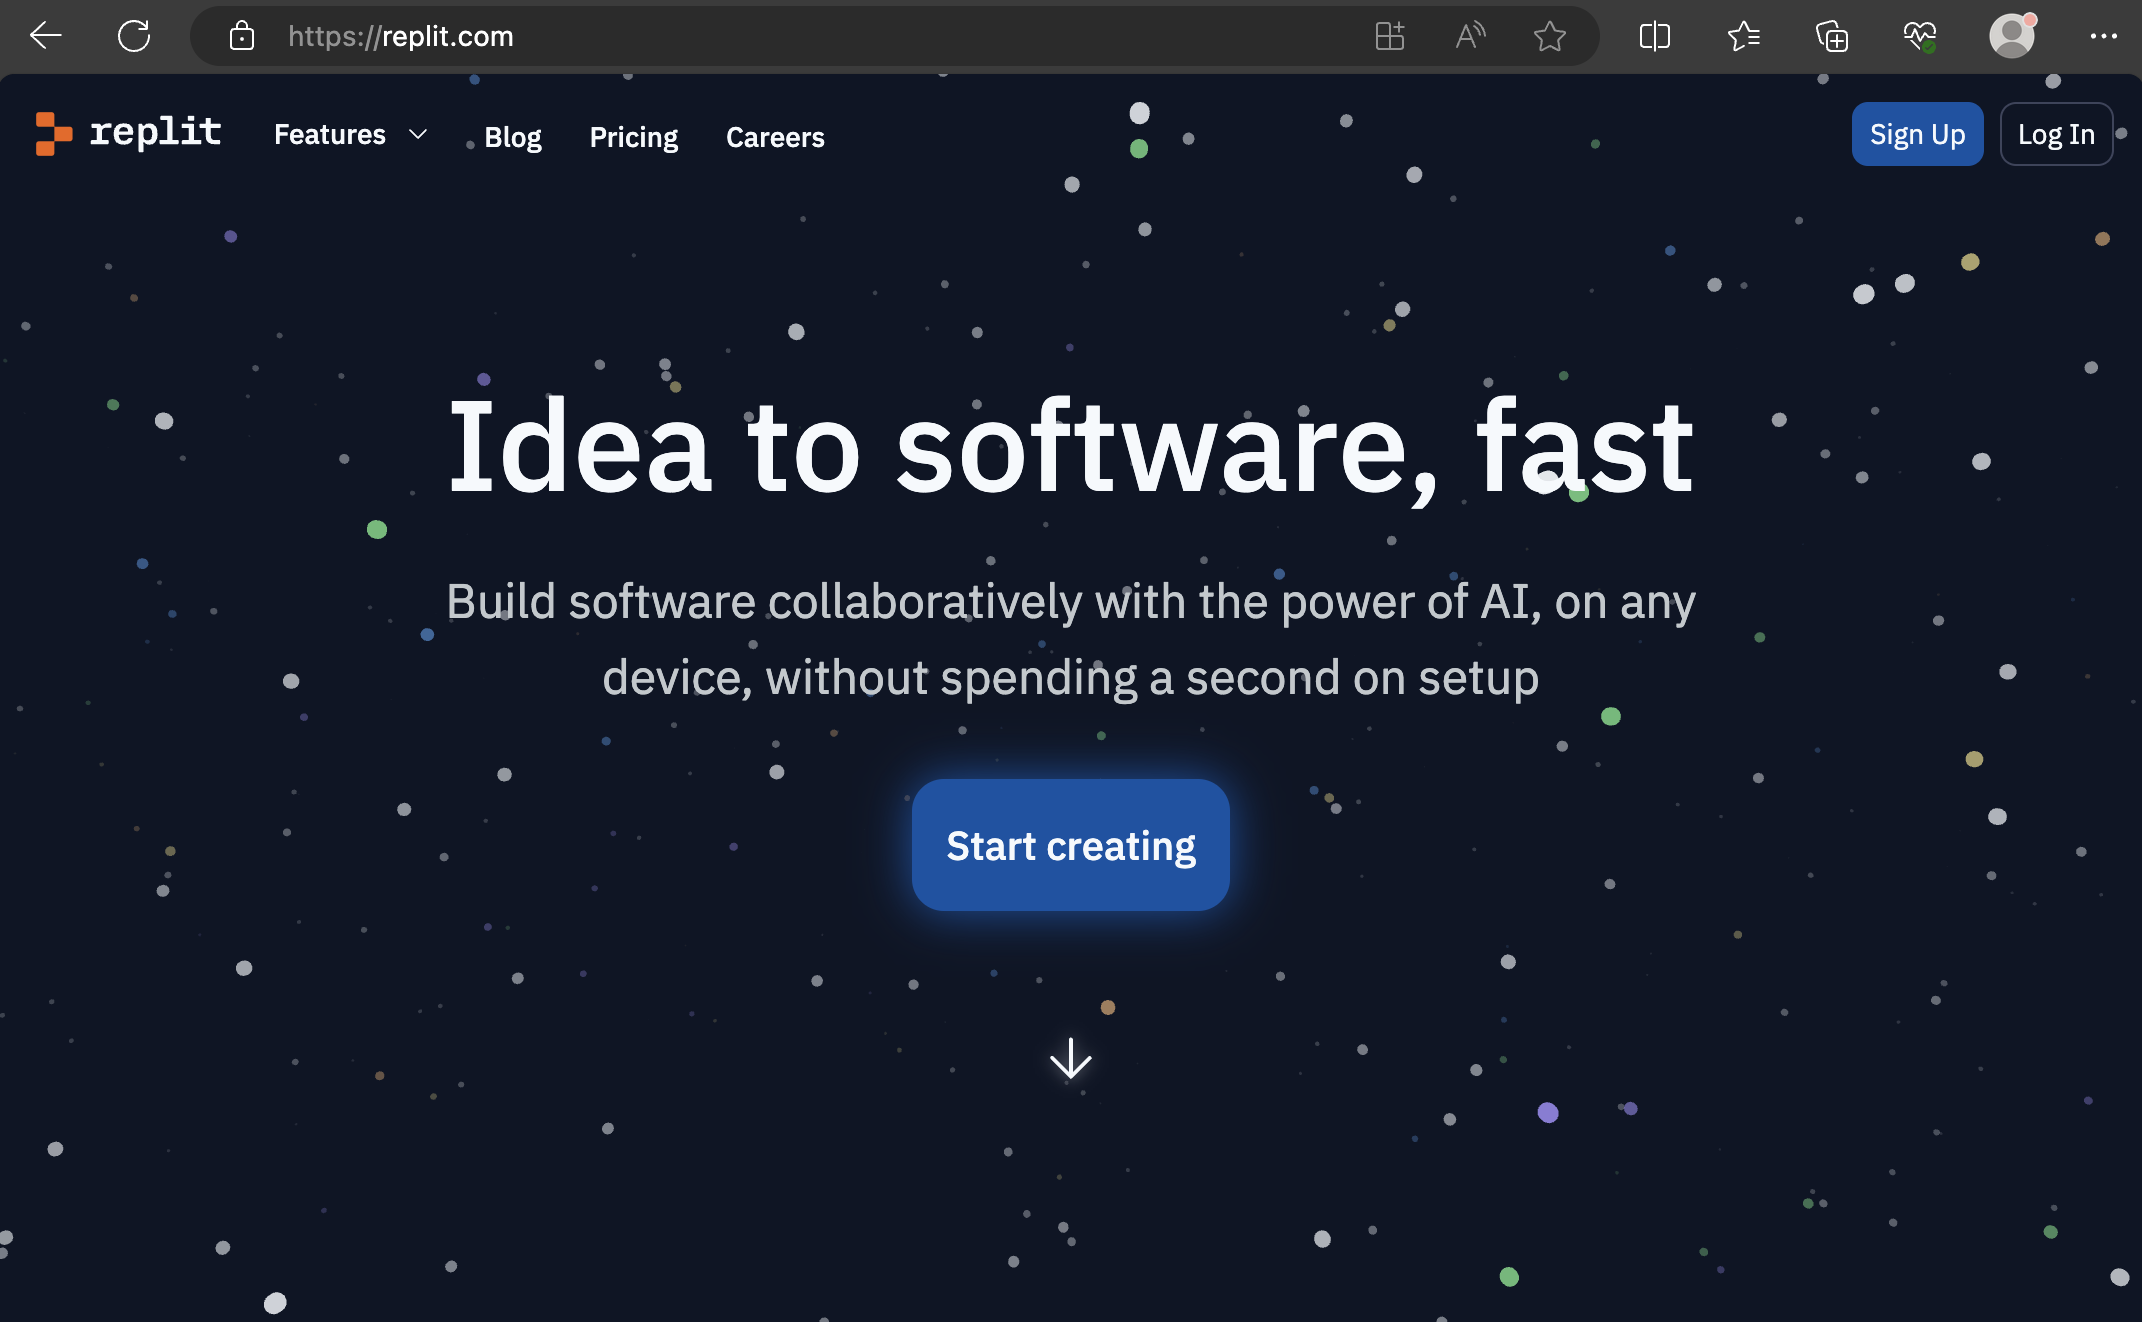 https://replit.com
replit Features Blog Pricing Careers Sign Up Log In
Idea to software, fast
Build software collaboratively with the power of AI, on any
device, without spending a second on setup
Start creating